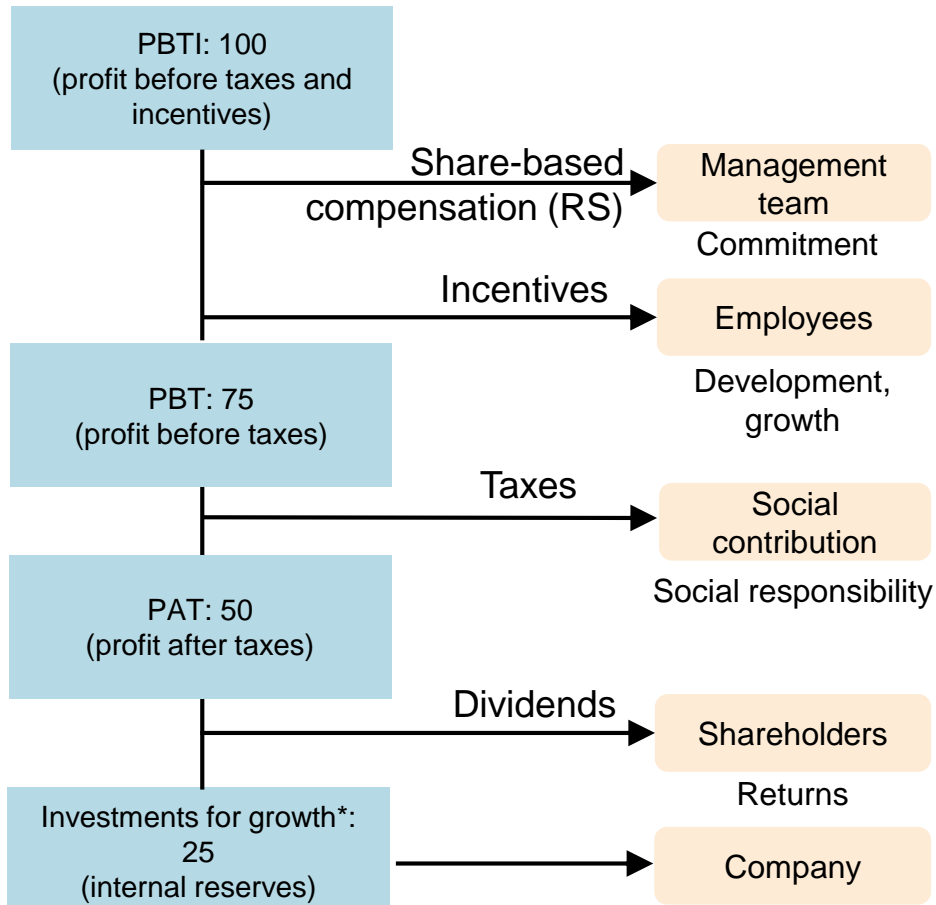 PBTI: 100
(profit before taxes and
incentives)
Share-based
compensation (RS)
Management
team
Commitment
Incentives
Employees
Development,
growth
PBT: 75
(profit before taxes)
Taxes
Social
contribution
Social responsibility
PAT: 50
(profit after taxes)
Dividends
Shareholders
Returns
Investments for growth*:
25
(internal reserves)
Company